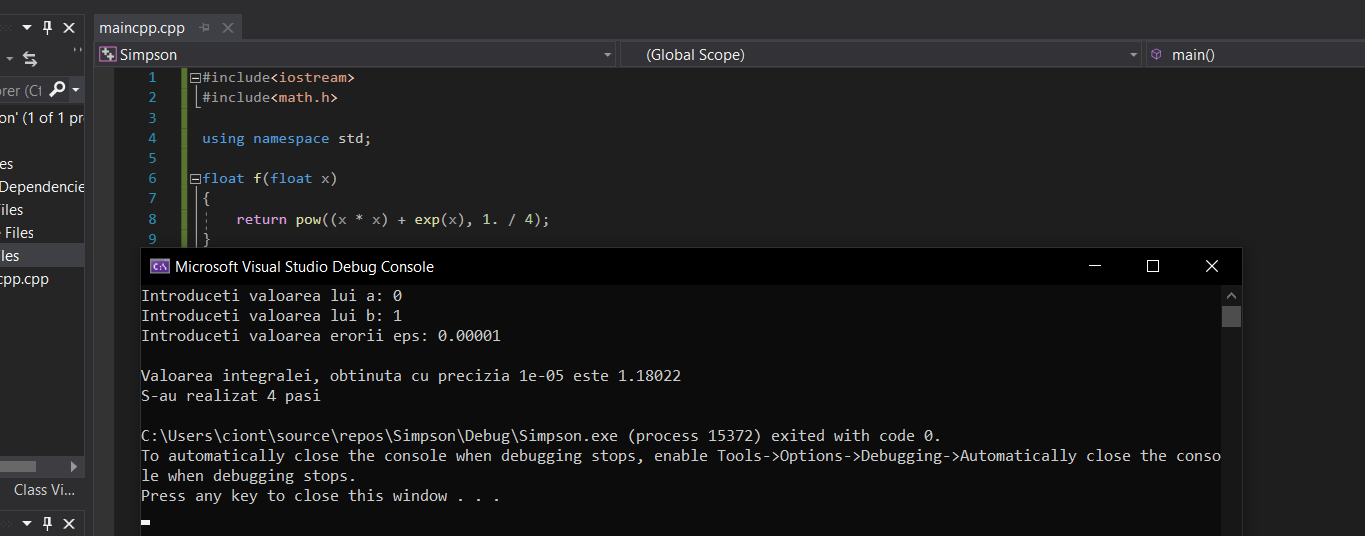 maincpp.cpp
Simpson
(Global Scope)
main()
rer (Ct
on' (1 of 1 pr
es
Dependencie
iles
Files
les
cpp.cpp
Class Vi...
1 #include<iostream>
2 #include<math.h>
3
4 using namespace std;
5
6 float f(float x)
7 {
8 return pow((x * x) + exp(x), 1. / 4);
9 }
C:\ Microsoft Visual Studio Debug Console
Introduceti valoarea lui a: 0
Introduceti valoarea lui b: 1
Introduceti valoarea erorii eps: 0.00001
Valoarea integralei, obtinuta cu precizia 1e-05 este 1.18022
S-au realizat 4 pasi
C:\Users\ciont\source\repos\Simpson\Debug\Simpson.exe (process 15372) exited with code 0.
To automatically close the console when debugging stops, enable Tools->Options->Debugging->Automatically close the conso
le when debugging stops.
Press any key to close this window . . .